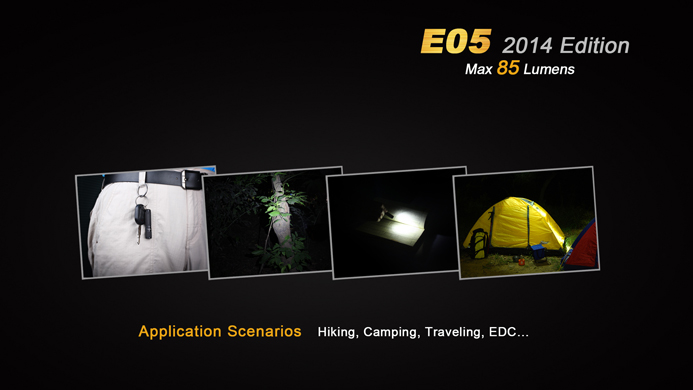 E05 2014 Edition
Max 85 Lumens
Application Scenarios Hiking, Camping, Traveling, EDC...